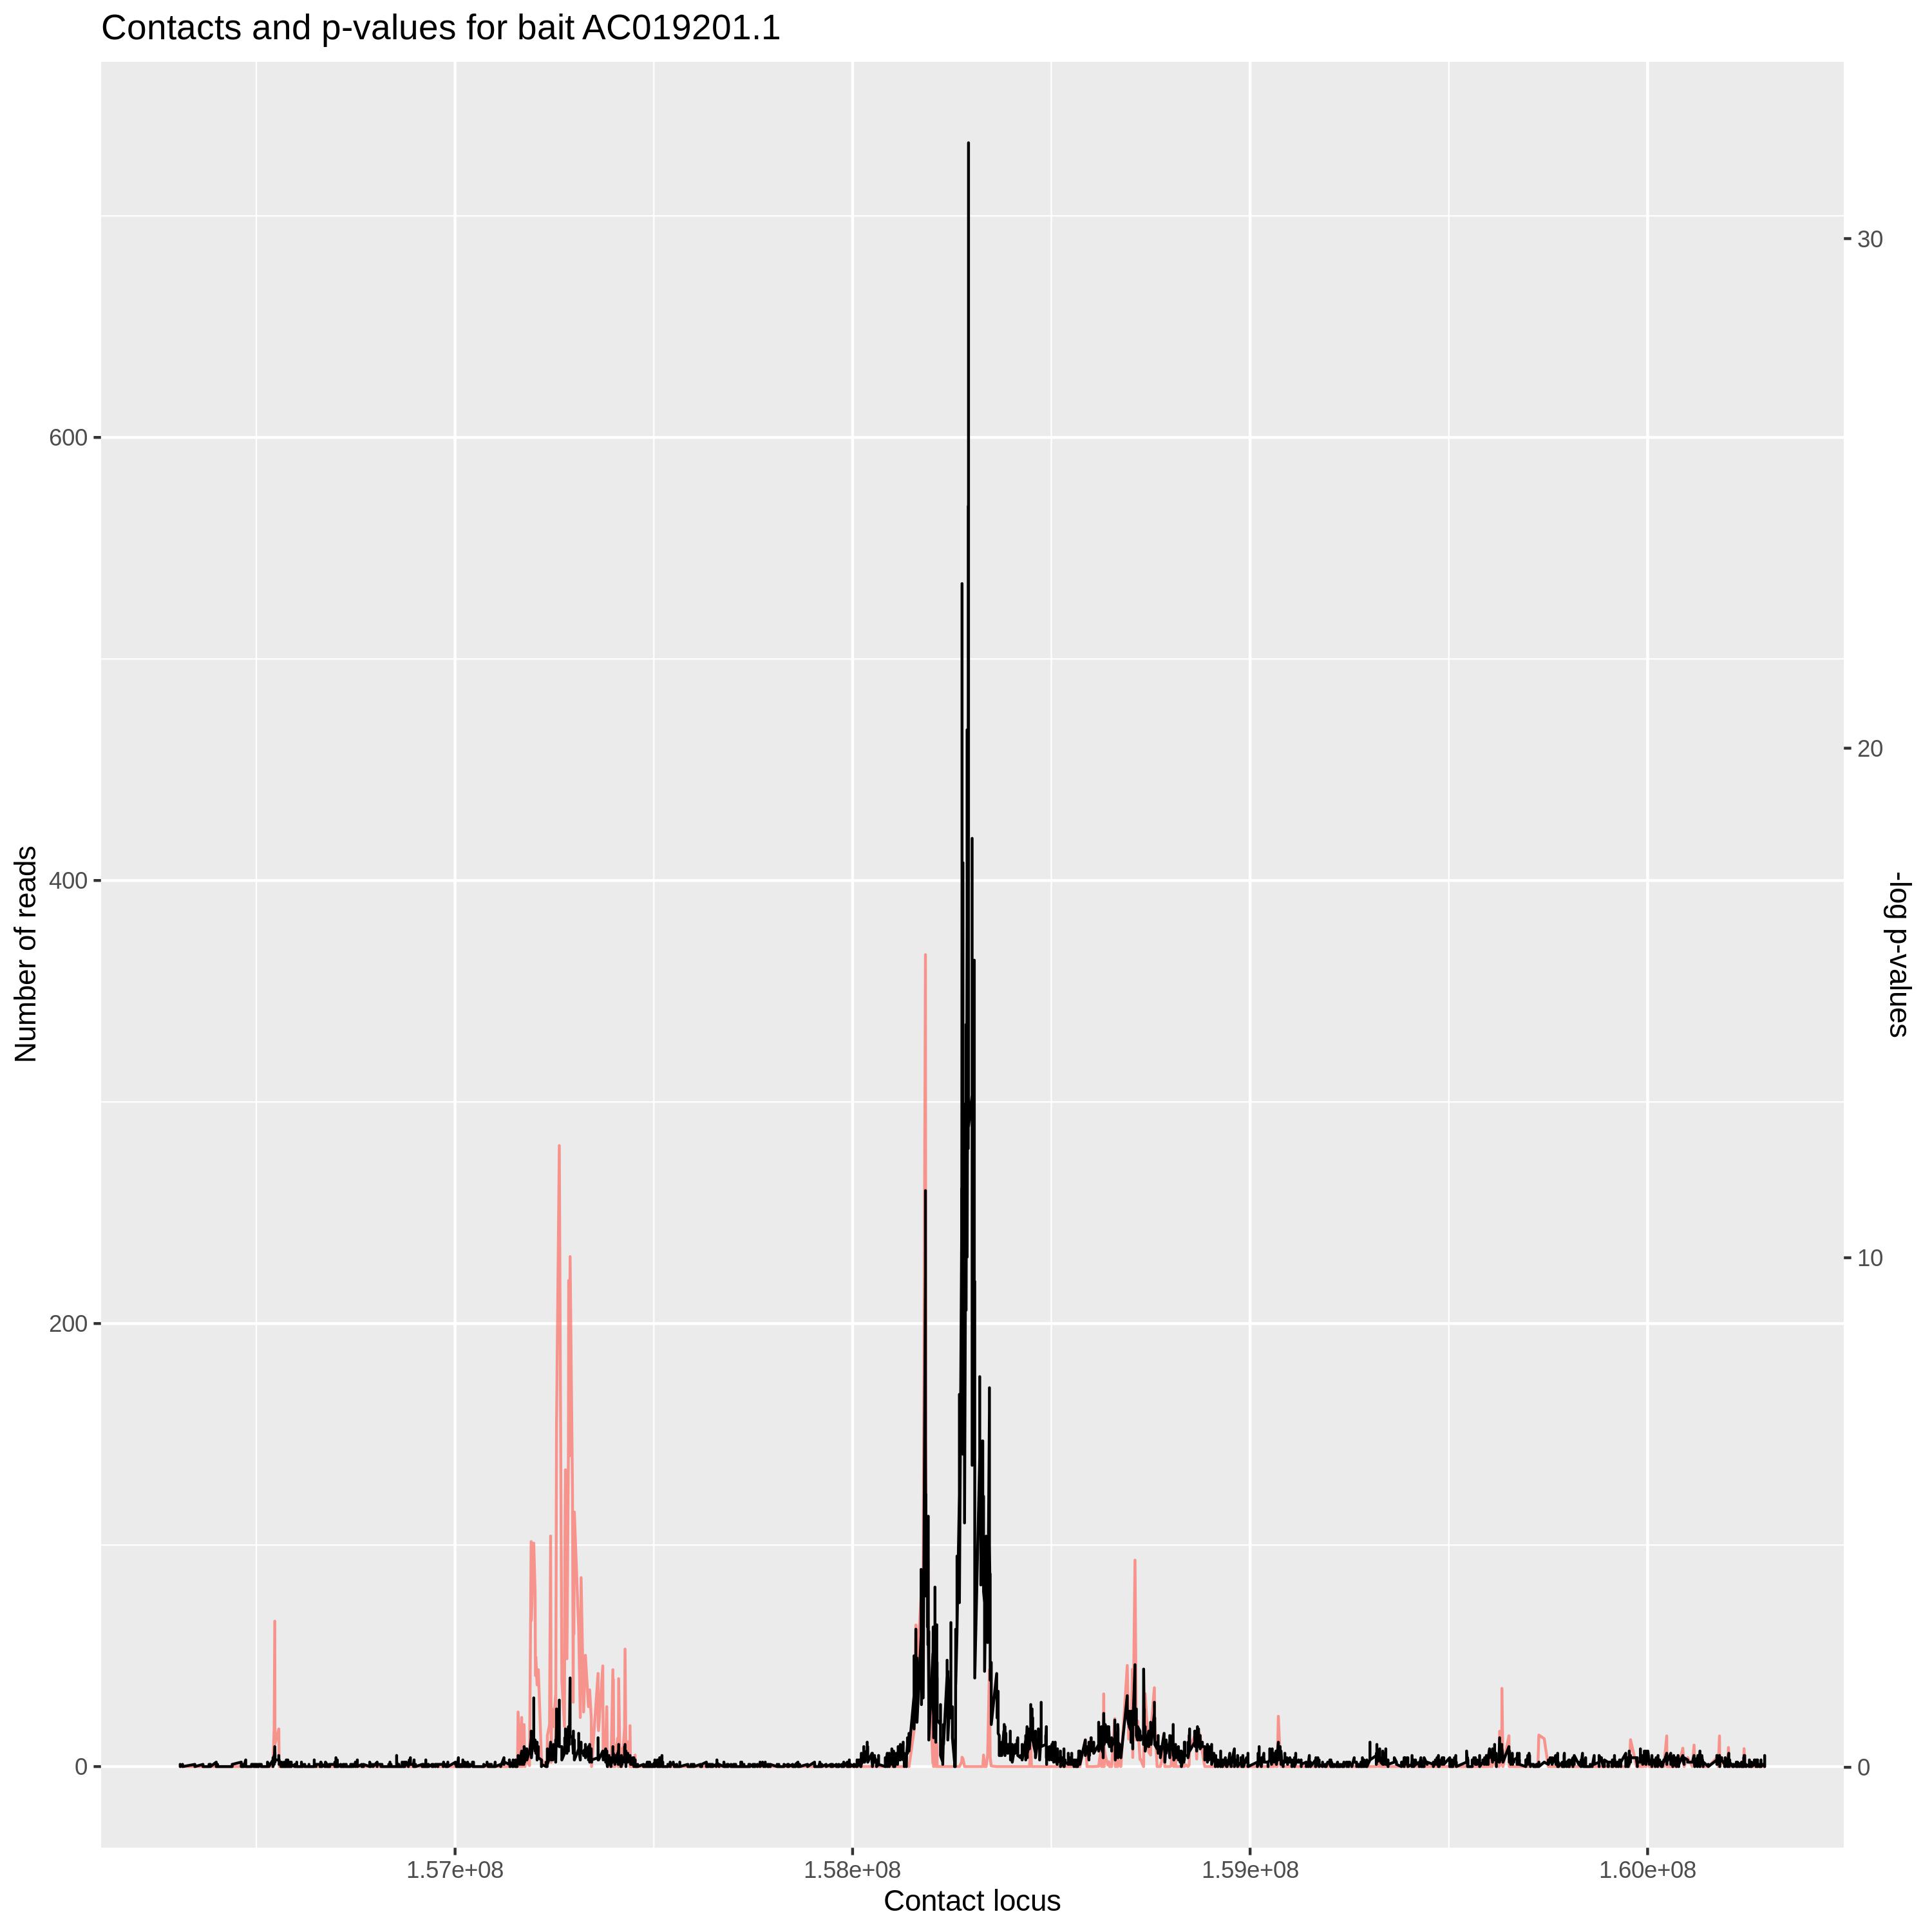 Contacts and p-values for bait AC019201.1
600
400
200
0
Number of reads
30
20
10
0
-log p-values
1.57e+08
1.58e+08
1.59e+08
1.60e+08
Contact locus